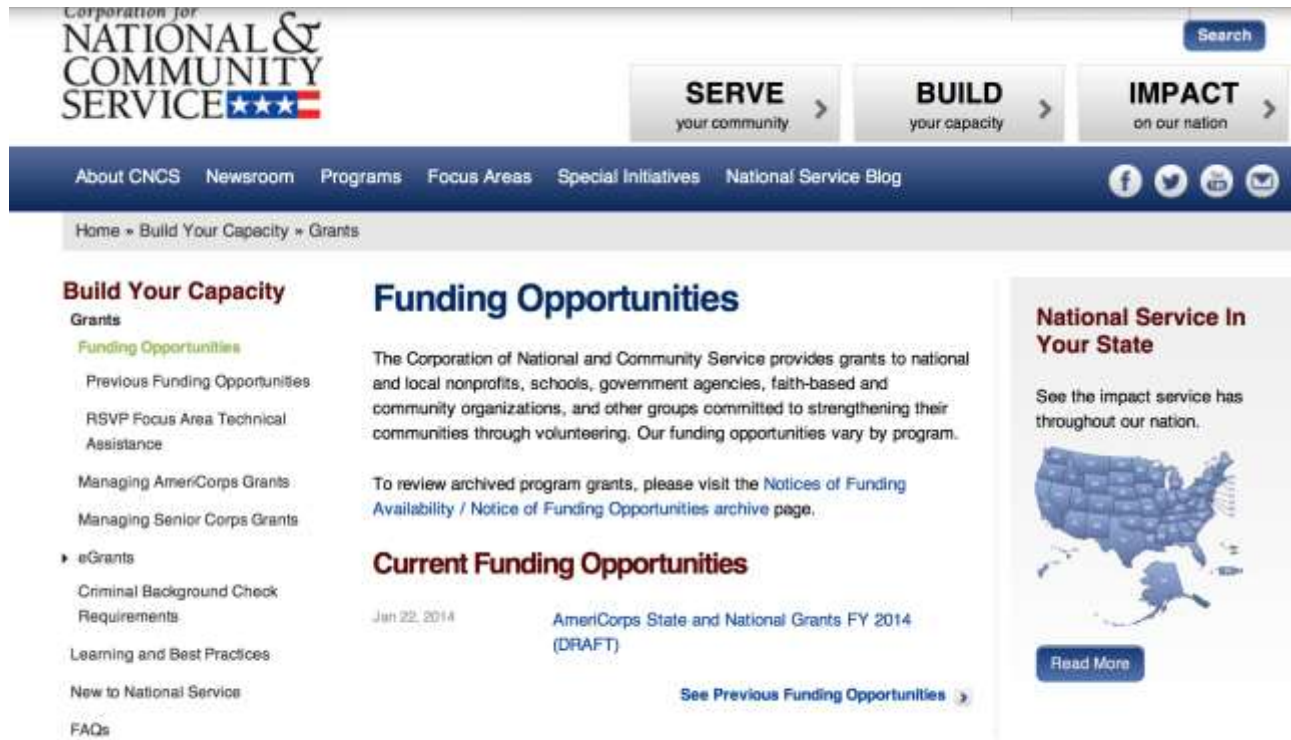 Corporation for
NATIONAL &
COMMUNITY
SERVICE
Search
SERVE
your community
BUILD
your capacity
IMPACT
on our nation
About CNCS Newsroom Programs Focus Areas Special Initiatives National Service Blog
Home » Build Your Capacity » Grants
Build Your Capacity
Grants
Funding Opportunities
Previous Funding Opportunities
RSVP Focus Area Technical
Assistance
Managing AmeriCorps Grants
Managing Senior Corps Grants
eGrants
Criminal Background Check
Requirements
Learning and Best Practices
New to National Service
FAQs
Funding Opportunities
The Corporation of National and Community Service provides grants to national
and local nonprofits, schools, government agencies, faith-based and
community organizations, and other groups committed to strengthening their
communities through volunteering. Our funding opportunities vary by program.
To review archived program grants, please visit the Notices of Funding
Availability / Notice of Funding Opportunities archive page.
Current Funding Opportunities
Jan 22, 2014
AmeriCorps State and National Grants FY 2014
(DRAFT)
See Previous Funding Opportunities
National Service In
Your State
See the impact service has
throughout our nation.
Read More